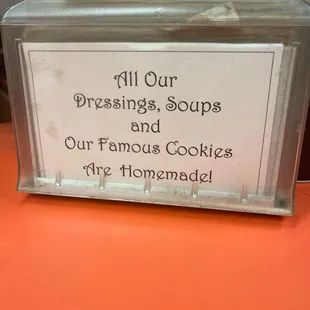 All Our
Dressings, Soups
and
Our Famous Cookies
Are Homemade!